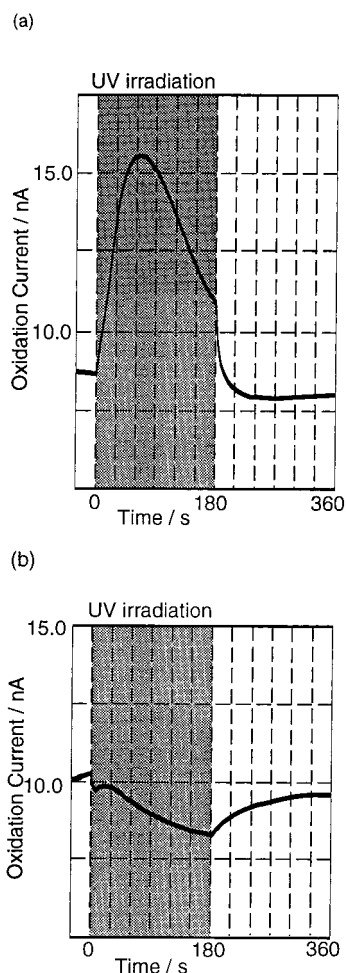 (a)
UV irradiation
15.0
10.0
Oxidation Current / nA
0 180 360
Time / s
(b)
UV irradiation
15.0
10.0
Oxidation Current / nA
0 180 360
Time / s